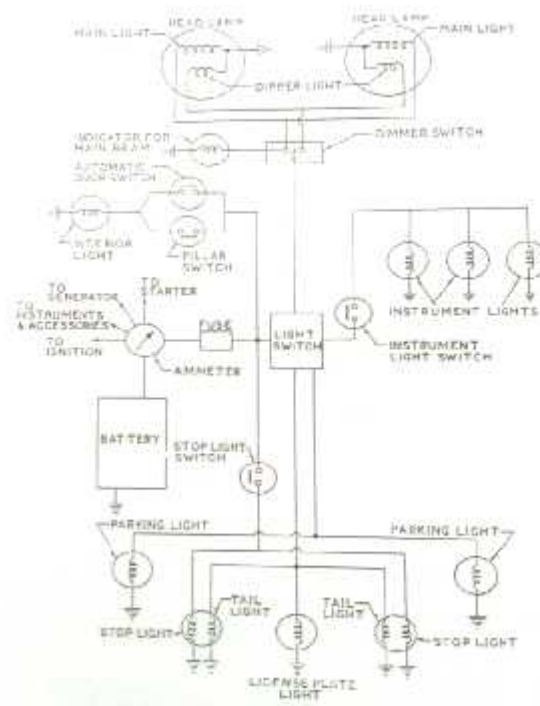 HEAD LAMP
HEAD LAMP
MAIN LIGHT
MAIN LIGHT
DIPPER LIGHT
DIMMER SWITCH
INDICATOR FOR
MAIN BEAM
AUTOMATIC
DOOR SWITCH
INTERIOR
LIGHT
PILLAR
SWITCH
TO
GENERATOR
TO
STARTER
TO
INSTRUMENTS
& ACCESSORIES
TO
IGNITION
FUSE
LIGHT
SWITCH
INSTRUMENT LIGHTS
INSTRUMENT
LIGHT SWITCH
AMMETER
BATTERY
STOP LIGHT
SWITCH
PARKING LIGHT
PARKING LIGHT
TAIL
LIGHT
TAIL
LIGHT
STOP LIGHT
STOP LIGHT
LICENSE PLATE
LIGHT